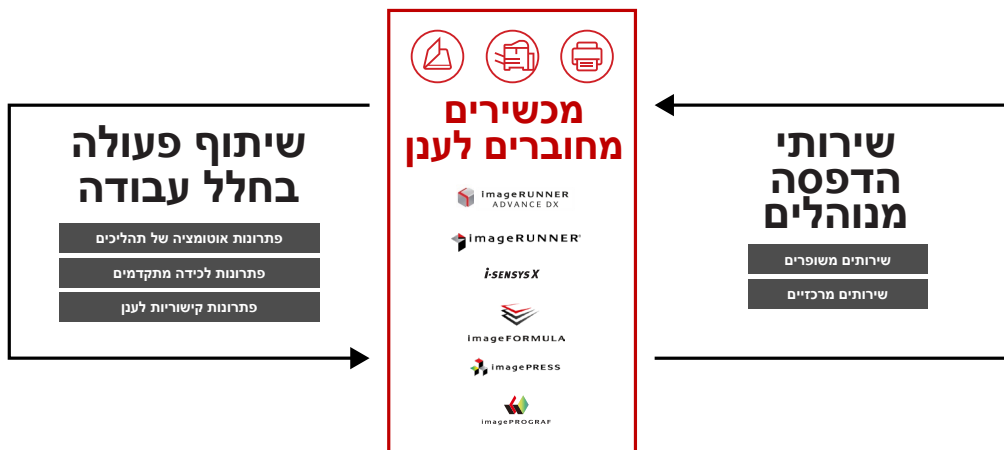 שירותי
הדפסה
מנוהלים
שירותים משופרים
שירותים מרכזיים
מכשירים
מחוברים לענן
imageRUNNER
ADVANCE DX
imageRUNNER®
i-SENSYS X
imageFORMULA
imagePRESS
imagePROGRAF
שיתוף פעולה
בחלל עבודה
פתרונות אוטומציה של תהליכים
פתרונות לכידה מתקדמים
פתרונות קישוריות לענן